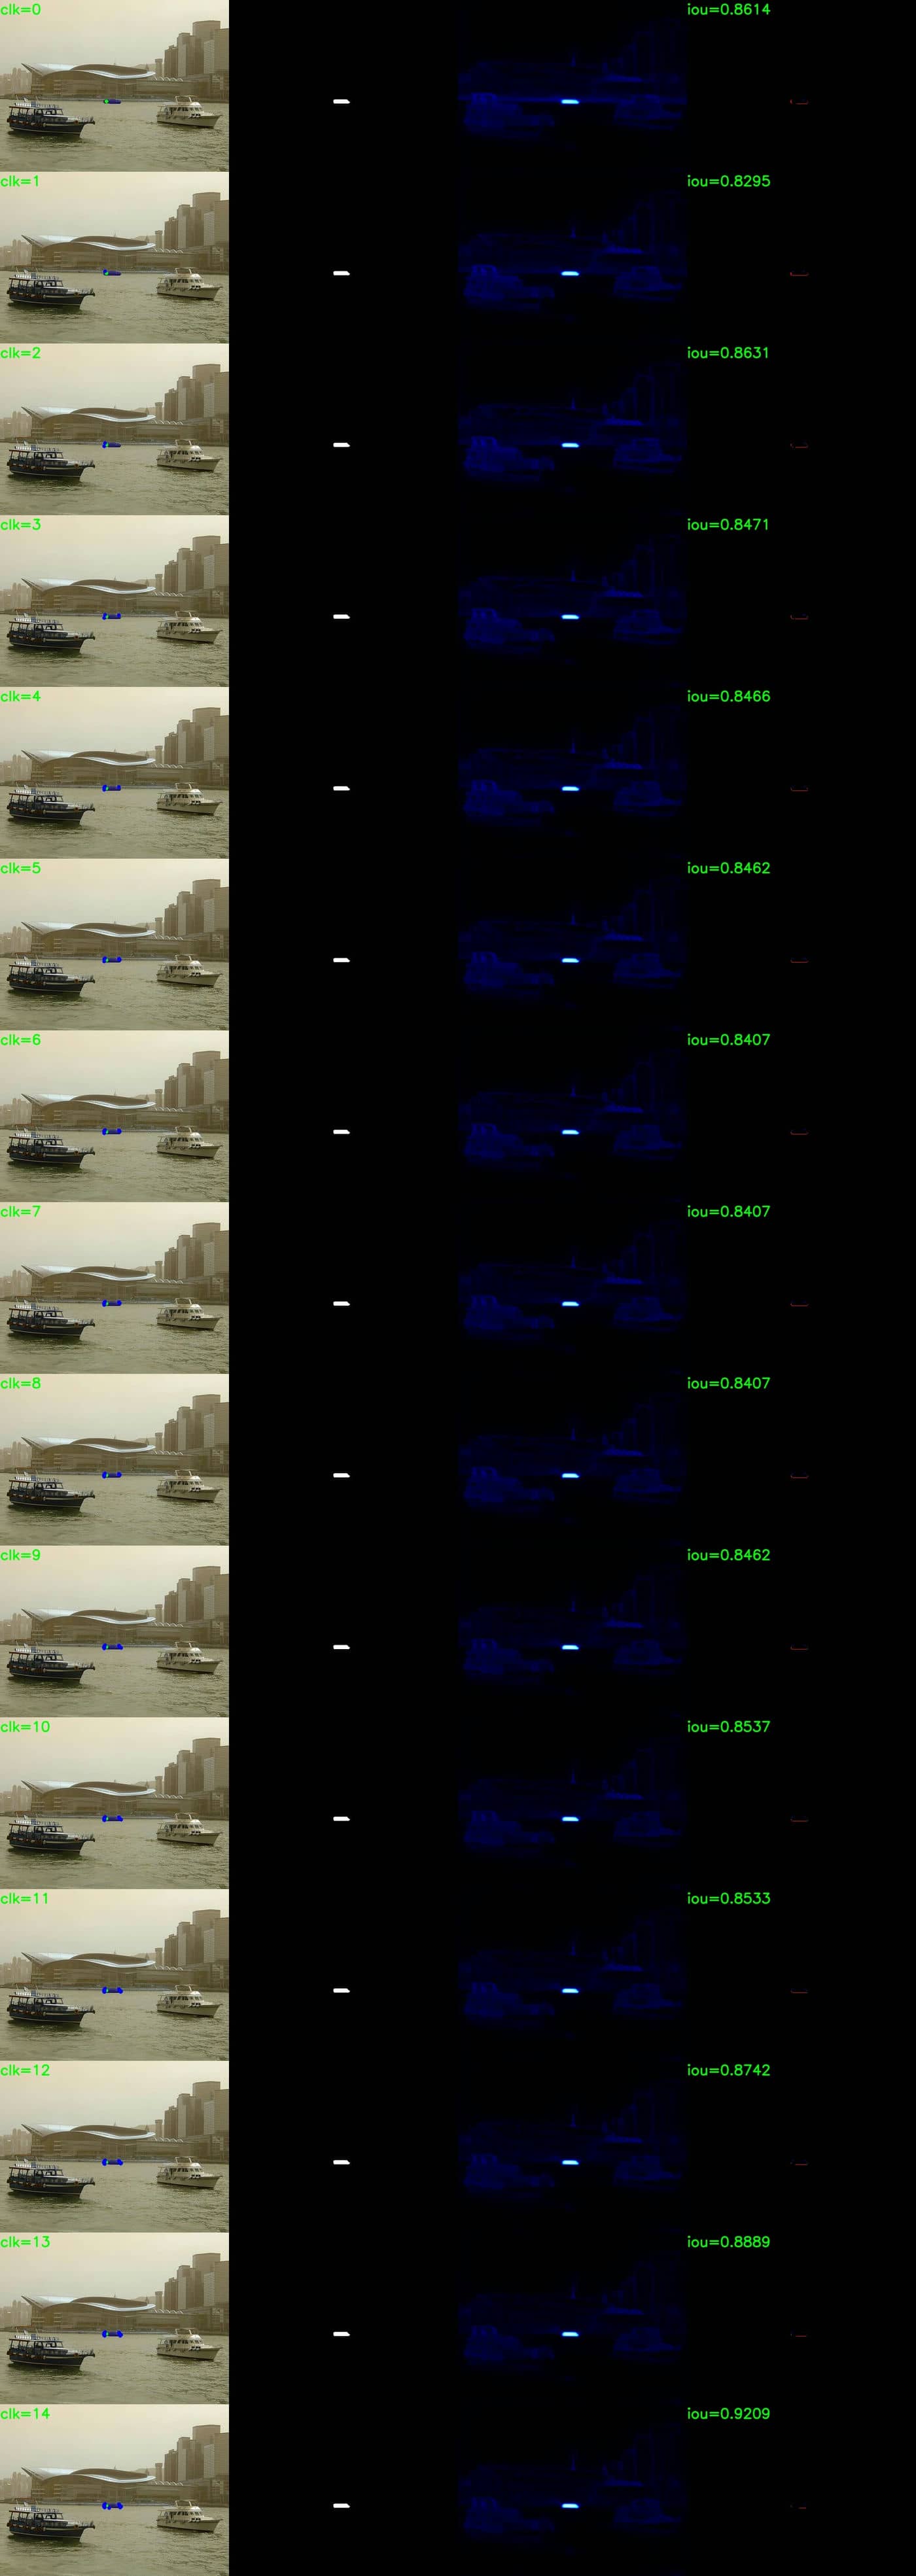 clk=0 iou=0.8614
clk=1 iou=0.8295
clk=2 iou=0.8631
clk=3 iou=0.8471
clk=4 iou=0.8466
clk=5 iou=0.8462
clk=6 iou=0.8407
clk=7 iou=0.8407
clk=8 iou=0.8407
clk=9 iou=0.8462
clk=10 iou=0.8537
clk=11 iou=0.8533
clk=12 iou=0.8742
clk=13 iou=0.8889
clk=14 iou=0.9209